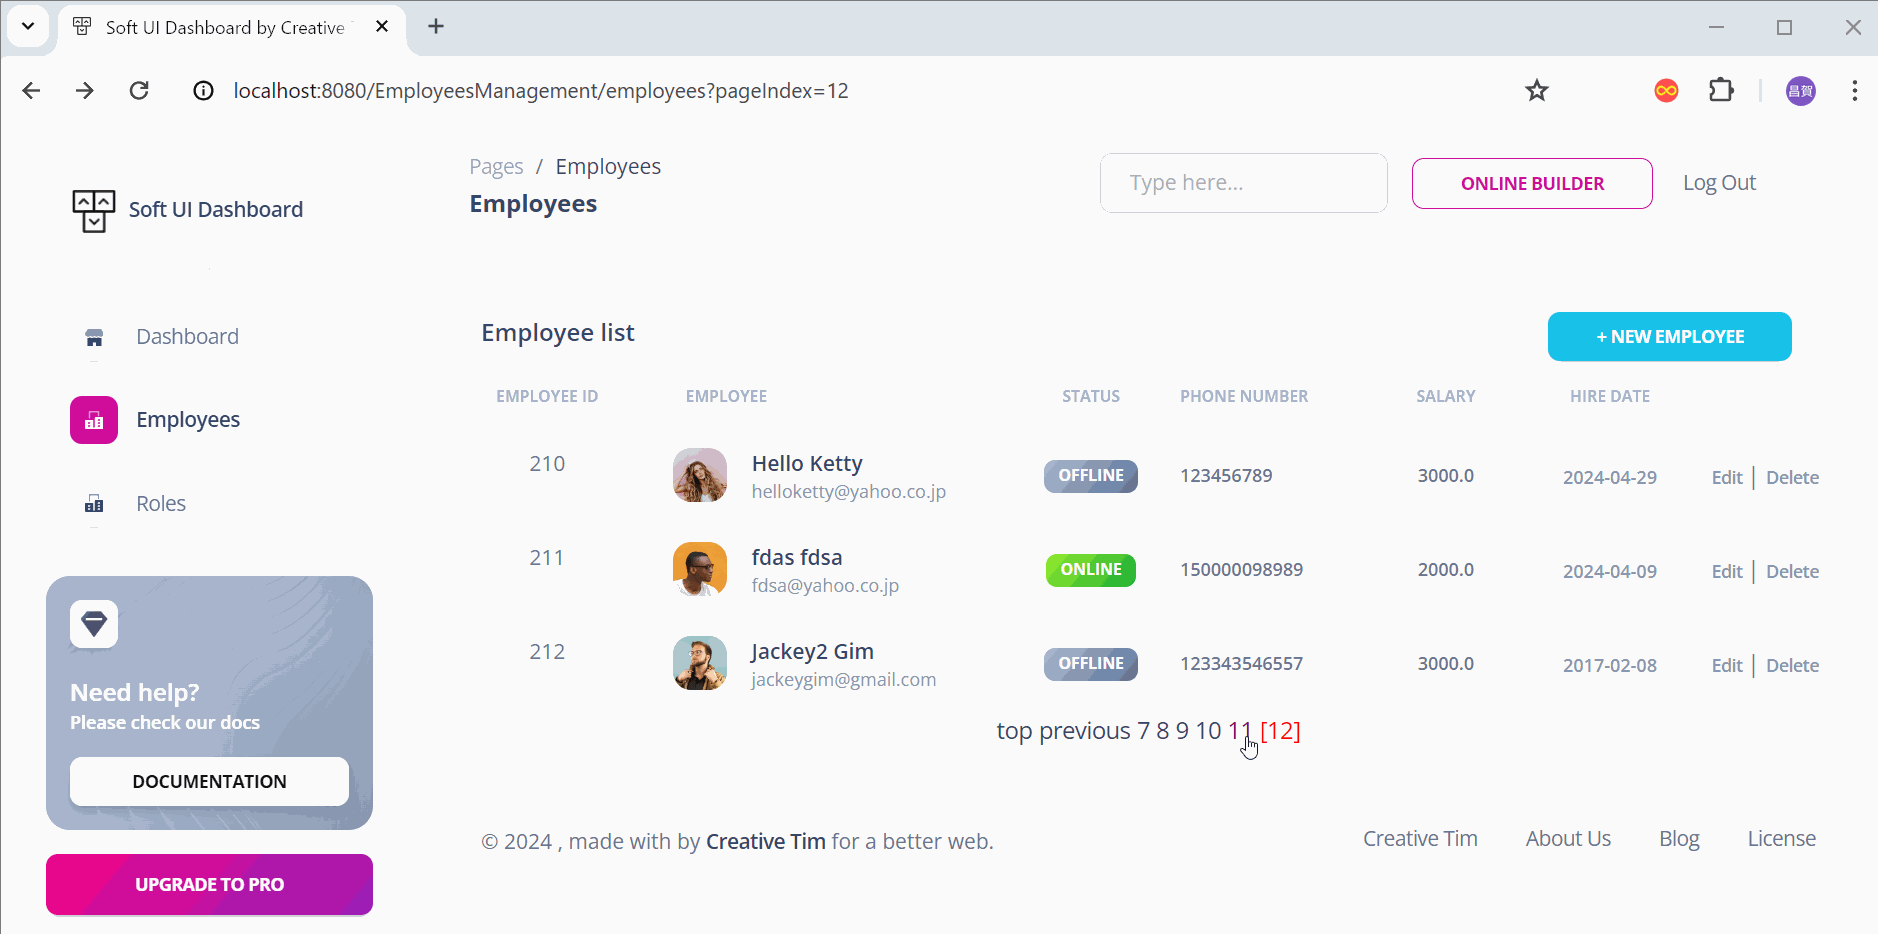 Soft UI Dashboard by Creative
localhost:8080/EmployeesManagement/employees?pageIndex=12
昌賀
Soft UI Dashboard
Pages / Employees
Employees
Type here...
ONLINE BUILDER
Log Out
Dashboard
Employees
Roles
Need help?
Please check our docs
DOCUMENTATION
UPGRADE TO PRO
Employee list
+ NEW EMPLOYEE
EMPLOYEE ID EMPLOYEE STATUS PHONE NUMBER SALARY HIRE DATE
210 Hello Ketty OFFLINE 123456789 3000.0 2024-04-29 Edit | Delete
helloketty@yahoo.co.jp
211 fdas fdsa ONLINE 150000098989 2000.0 2024-04-09 Edit | Delete
fdsa@yahoo.co.jp
212 Jackey2 Gim OFFLINE 123343546557 3000.0 2017-02-08 Edit | Delete
jackeygim@gmail.com
top previous 7 8 9 10 11 [12]
© 2024 , made with by Creative Tim for a better web.
Creative Tim About Us Blog License